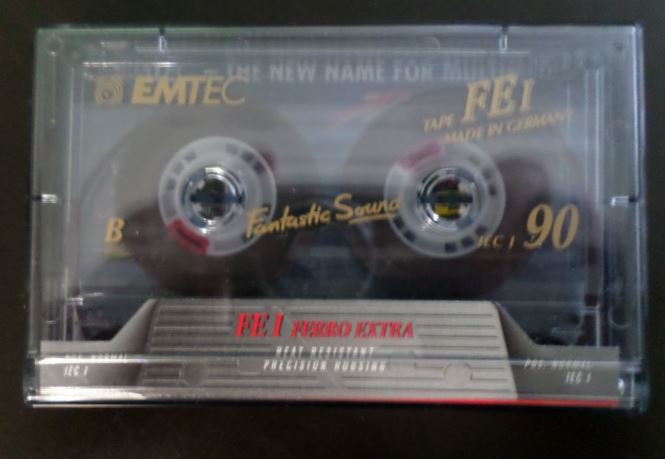 THE NEW NAME FOR
EMTEC
FE I
TAPE
MADE IN GERMANY
B
Fantastic Sound
IEC I 90
FE I FERRO EXTRA
HEAT RESISTANT
PRECISION HOUSING
POS. NORMAL
IEC I
POS. NORMAL
IEC I